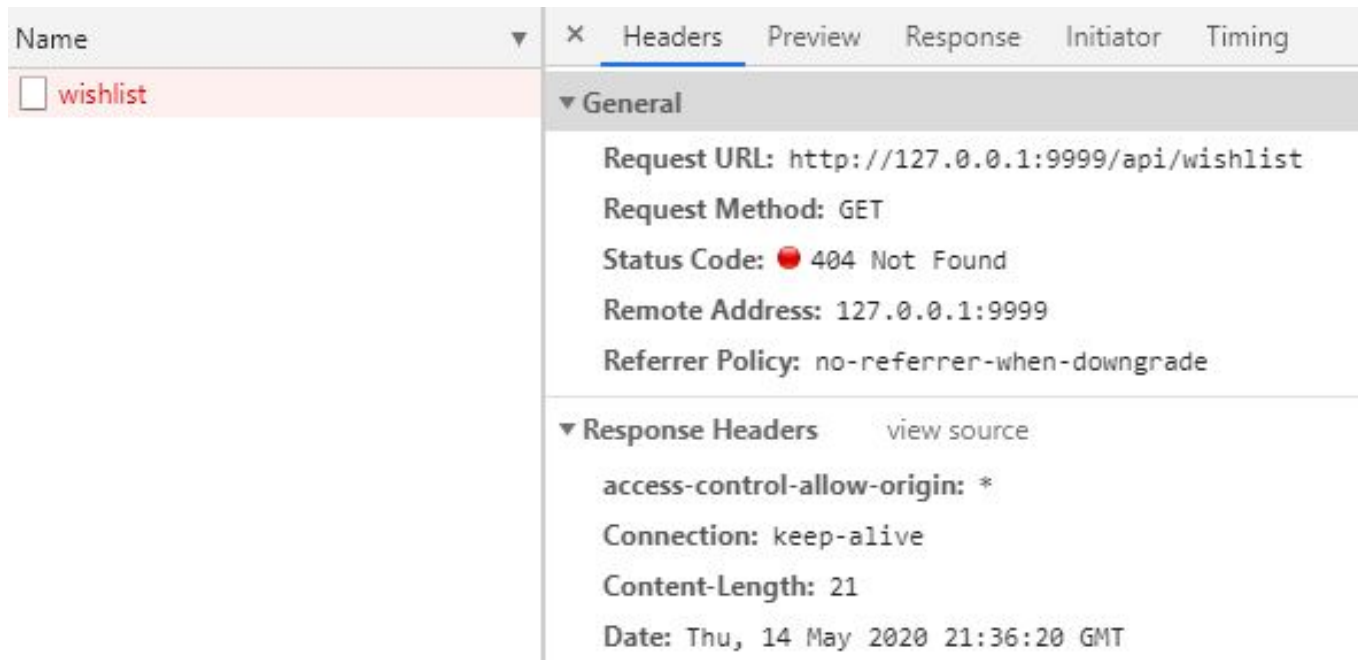 Name
wishlist
× Headers Preview Response Initiator Timing
General
Request URL: http://127.0.0.1:9999/api/wishlist
Request Method: GET
Status Code: 404 Not Found
Remote Address: 127.0.0.1:9999
Referrer Policy: no-referrer-when-downgrade
Response Headers view source
access-control-allow-origin: *
Connection: keep-alive
Content-Length: 21
Date: Thu, 14 May 2020 21:36:20 GMT